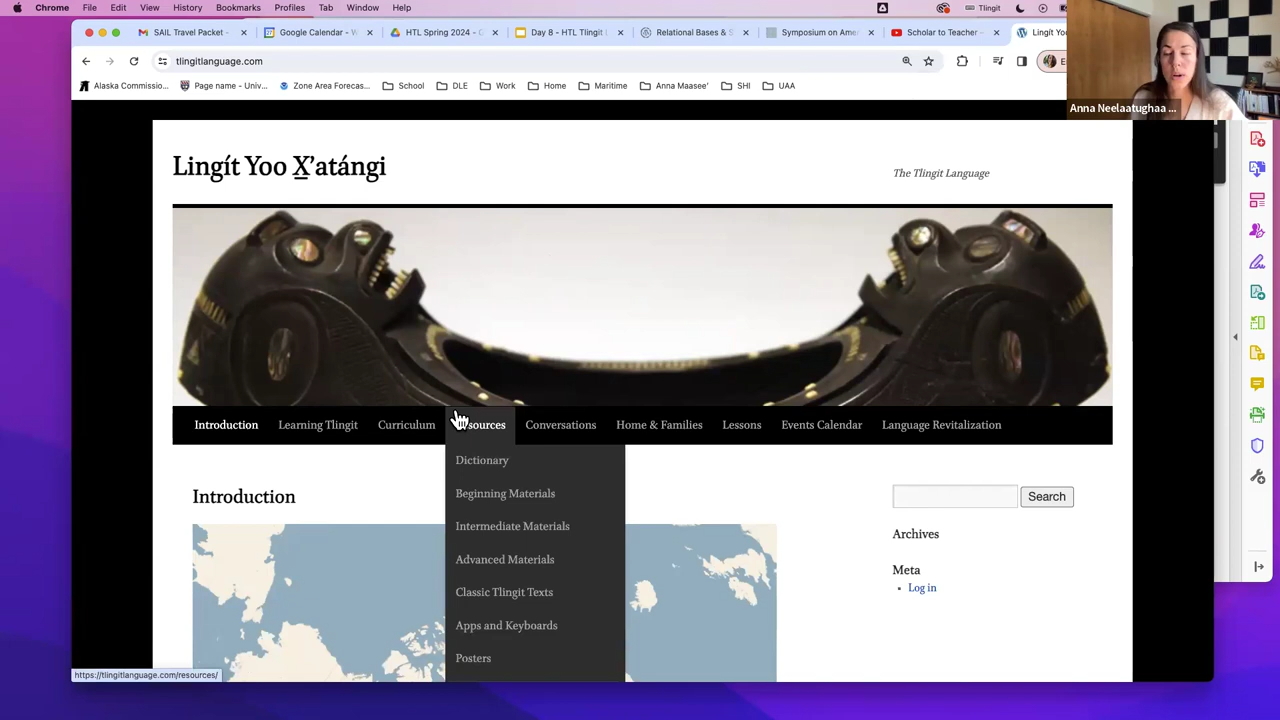 Chrome File Edit View History Bookmarks Profiles Tab Window Help Tlingit
SAIL Travel Packet - Google Calendar - HTL Spring 2024 - Day 8 - HTL Tlingit Relational Bases & S Symposium on Ame Scholar to Teacher - Lingít Yo
tlingitlanguage.com
Alaska Commissio... Page name - Univ... Zone Area Forecas... School DLE Work Home Maritime Anna Maasee' SHI UAA
Anna Neelaatughaa ...
Lingít Yoo X̲’atángi
The Tlingit Language
Introduction Learning Tlingit Curriculum Resources Conversations Home & Families Lessons Events Calendar Language Revitalization
Dictionary
Beginning Materials
Intermediate Materials
Advanced Materials
Classic Tlingit Texts
Apps and Keyboards
Posters
Introduction
Search
Archives
Meta
Log in
https://tlingitlanguage.com/resources/